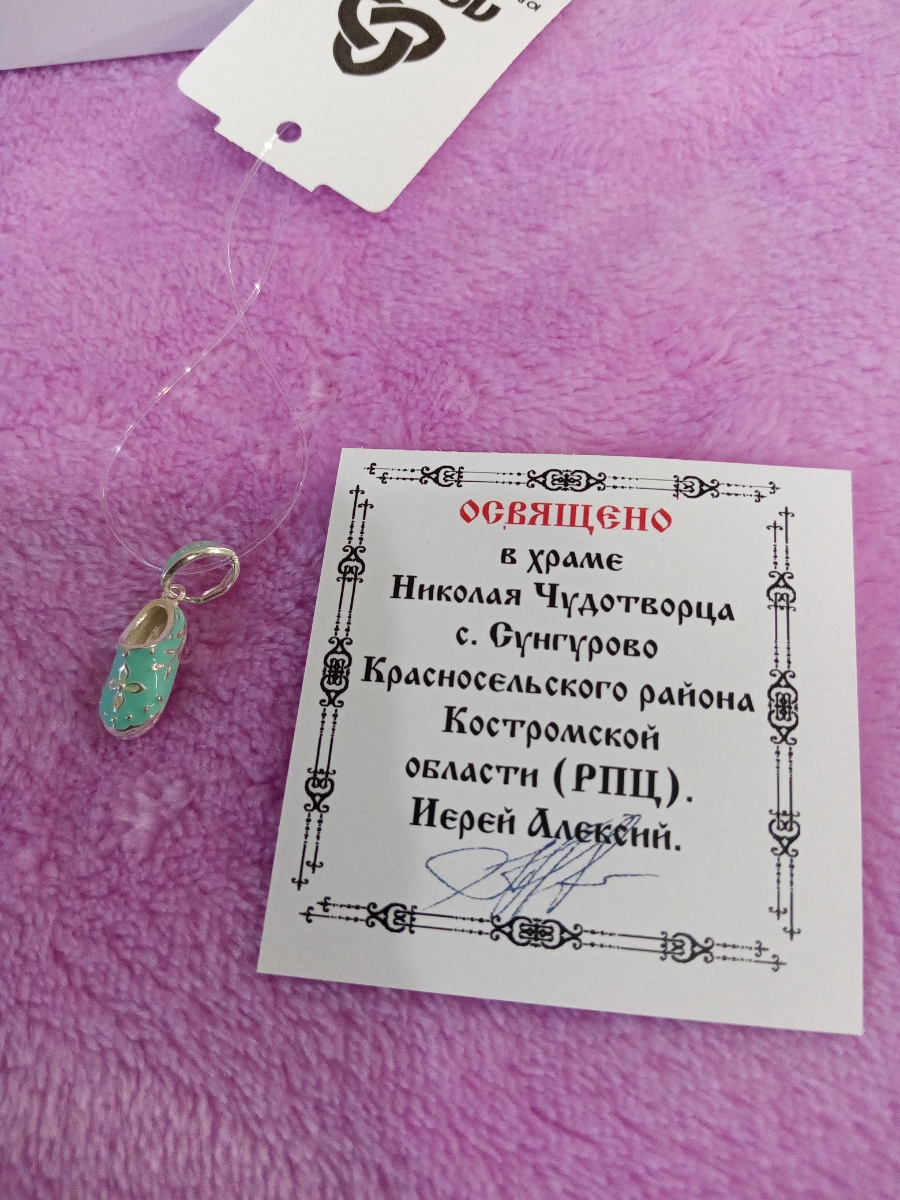 ОСВЯЩЕНО
в храме
Николая Чудотворца
с. Сунгурово
Красносельского района
Костромской
области (РПЦ).
Иерей Алексий.